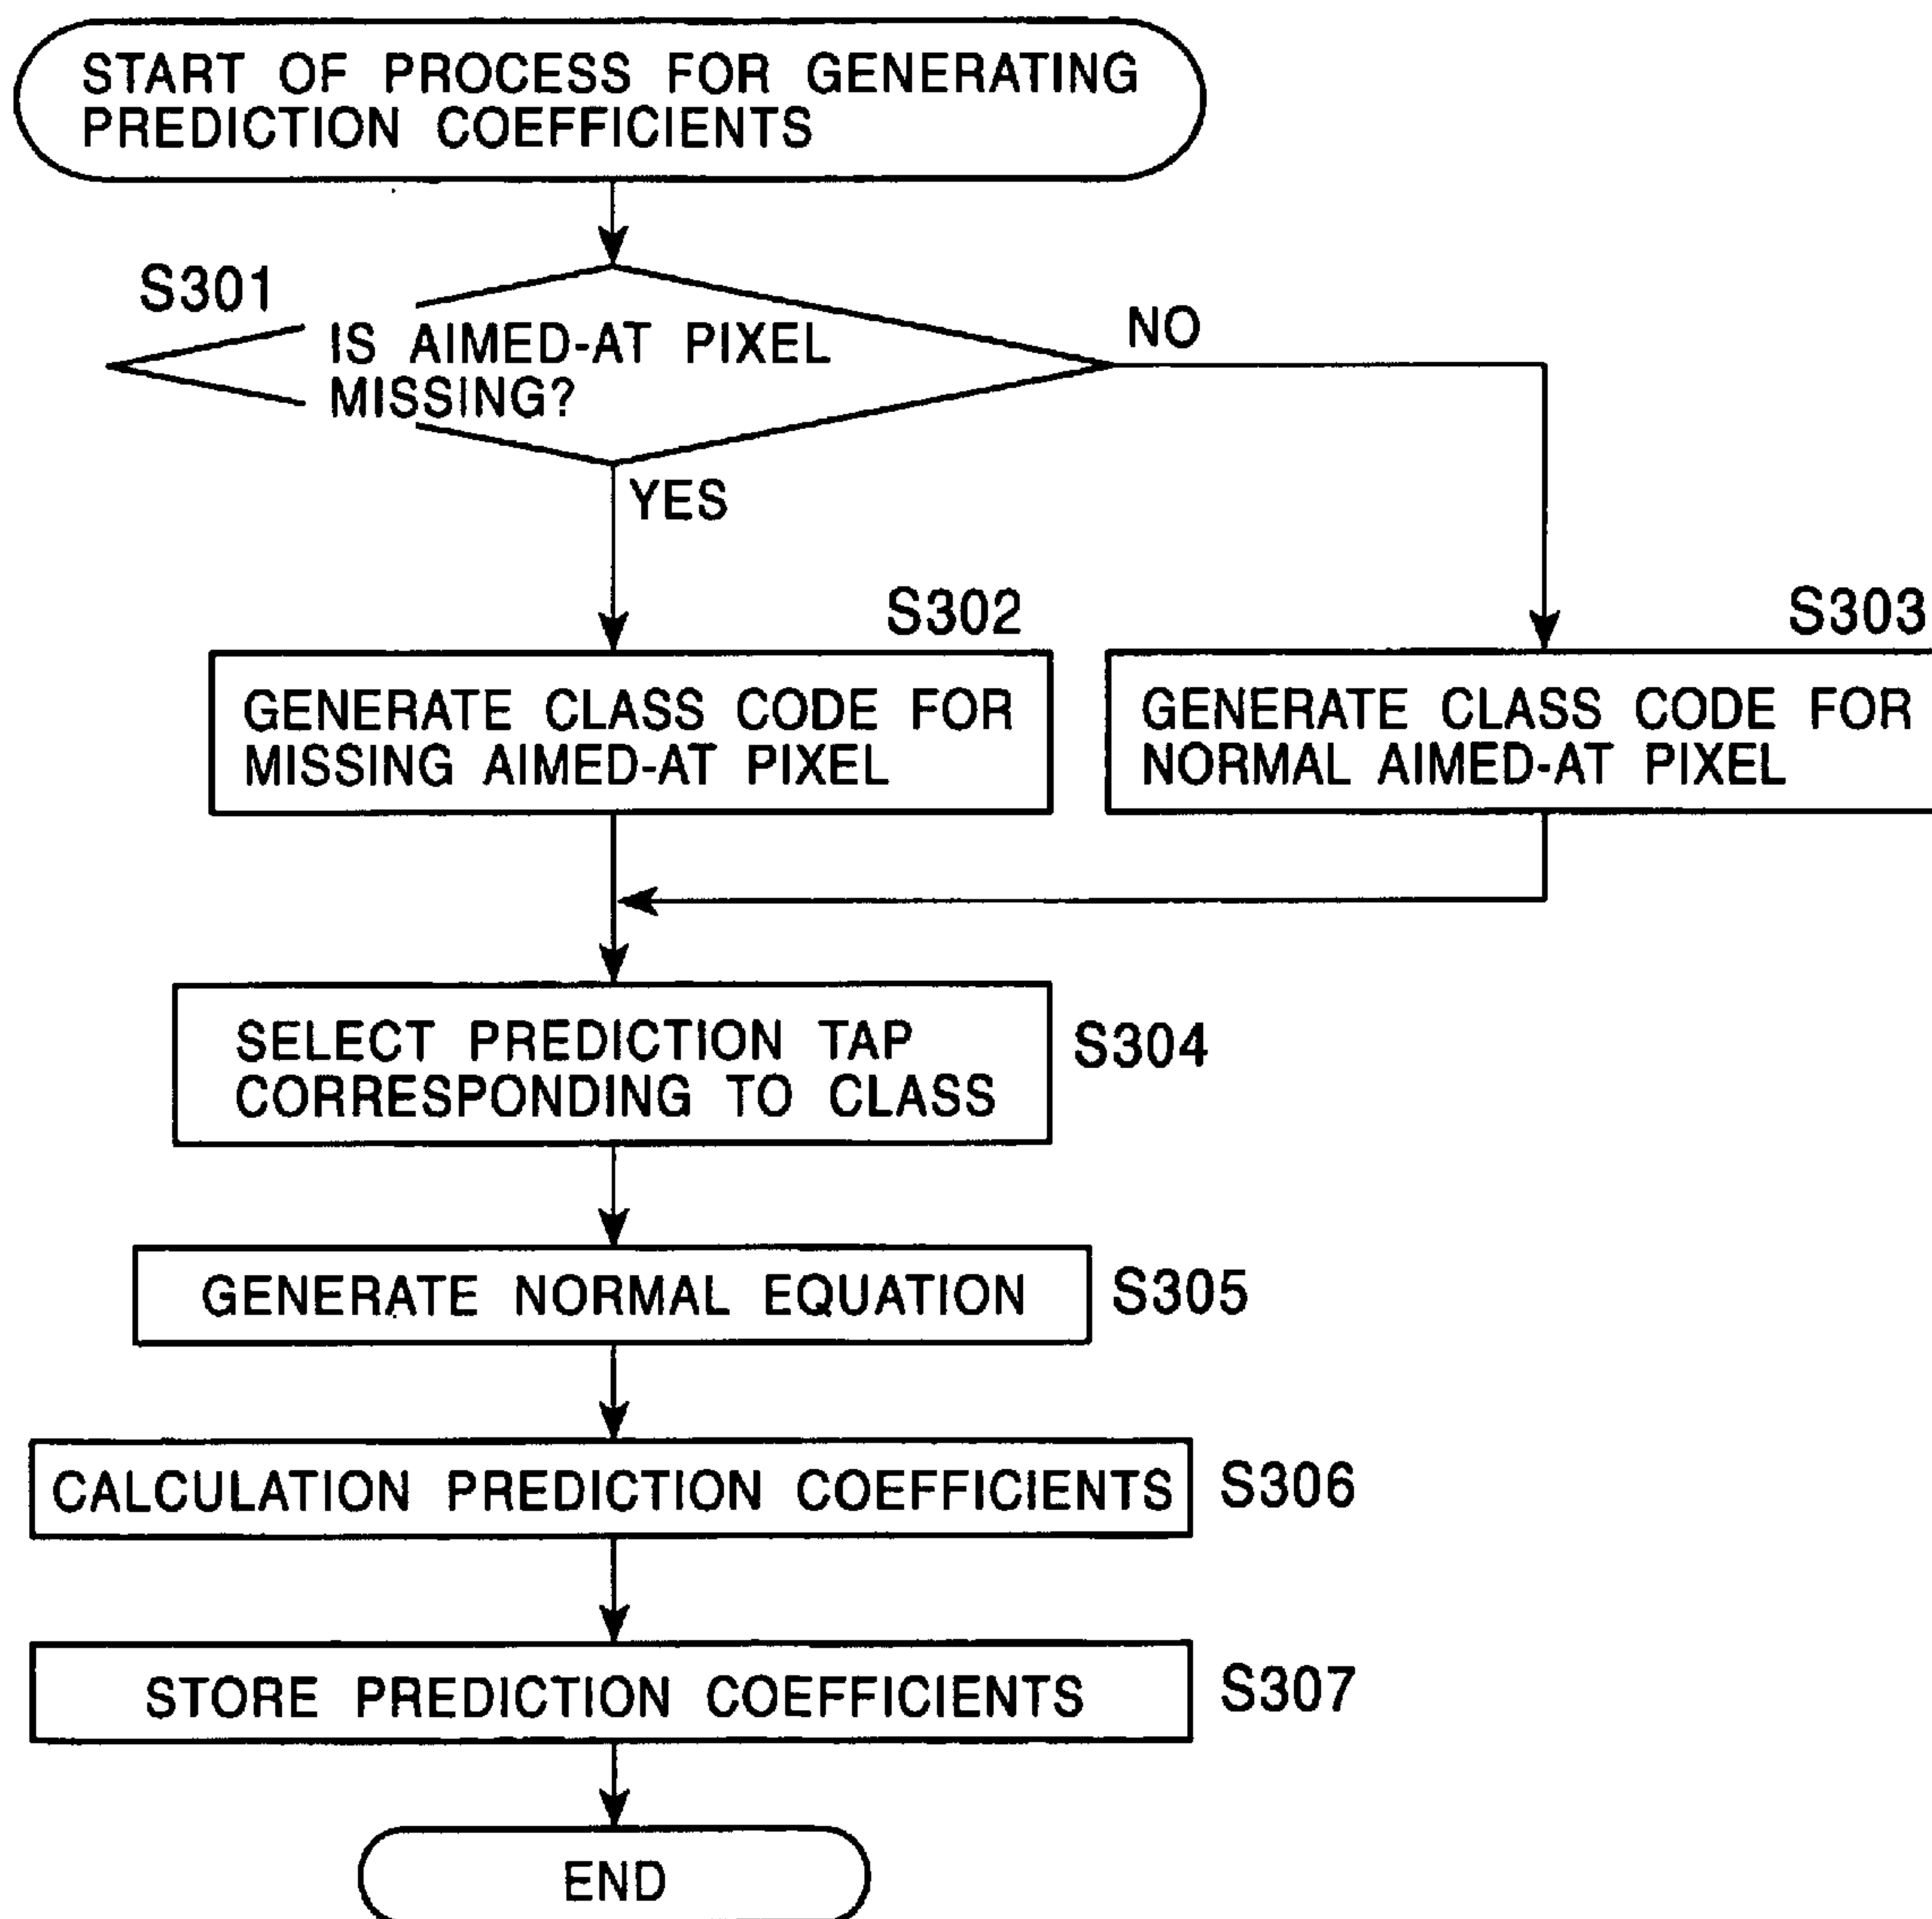 START OF PROCESS FOR GENERATING
PREDICTION COEFFICIENTS
S301
IS AIMED-AT PIXEL
MISSING?
NO
YES
S302
S303
GENERATE CLASS CODE FOR
MISSING AIMED-AT PIXEL
GENERATE CLASS CODE FOR
NORMAL AIMED-AT PIXEL
SELECT PREDICTION TAP
CORRESPONDING TO CLASS
S304
GENERATE NORMAL EQUATION
S305
CALCULATION PREDICTION COEFFICIENTS
S306
STORE PREDICTION COEFFICIENTS
S307
END